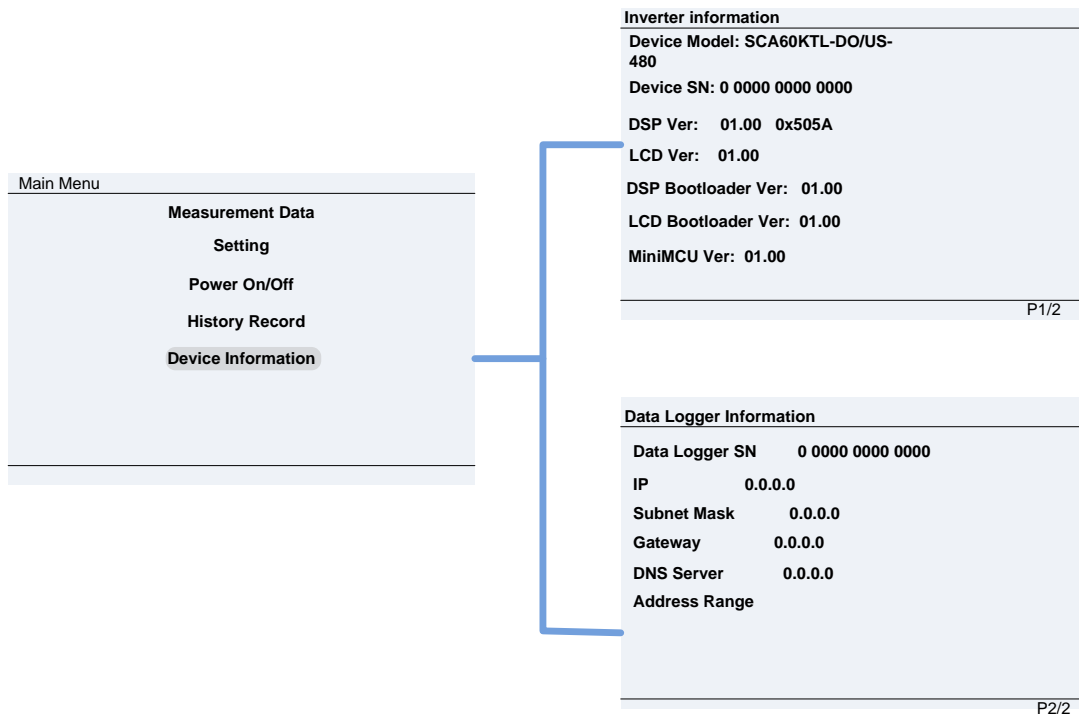 Main Menu
Measurement Data
Setting
Power On/Off
History Record
Device Information
Inverter information
Device Model: SCA60KTL-DO/US-
480
Device SN: 0 0000 0000 0000
DSP Ver: 01.00 0x505A
LCD Ver: 01.00
DSP Bootloader Ver: 01.00
LCD Bootloader Ver: 01.00
MiniMCU Ver: 01.00
P1/2
Data Logger Information
Data Logger SN 0 0000 0000 0000
IP 0.0.0.0
Subnet Mask 0.0.0.0
Gateway 0.0.0.0
DNS Server 0.0.0.0
Address Range
P2/2